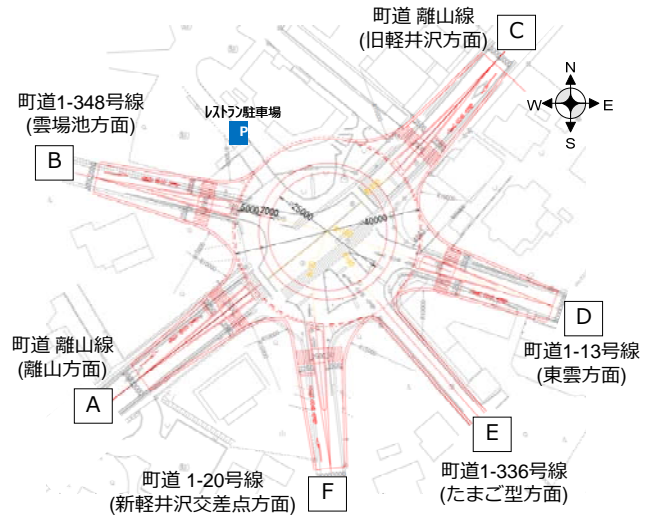 町道 離山線
(旧軽井沢方面)
C
N
W
E
S
町道1-348号線
(雲場池方面)
B
レストラン駐車場
P
25000
5000,7000
40000
町道 離山線
(離山方面)
A
D
町道1-13号線
(東雲方面)
E
町道1-336号線
(たまご型方面)
町道 1-20号線
(新軽井沢交差点方面)
F